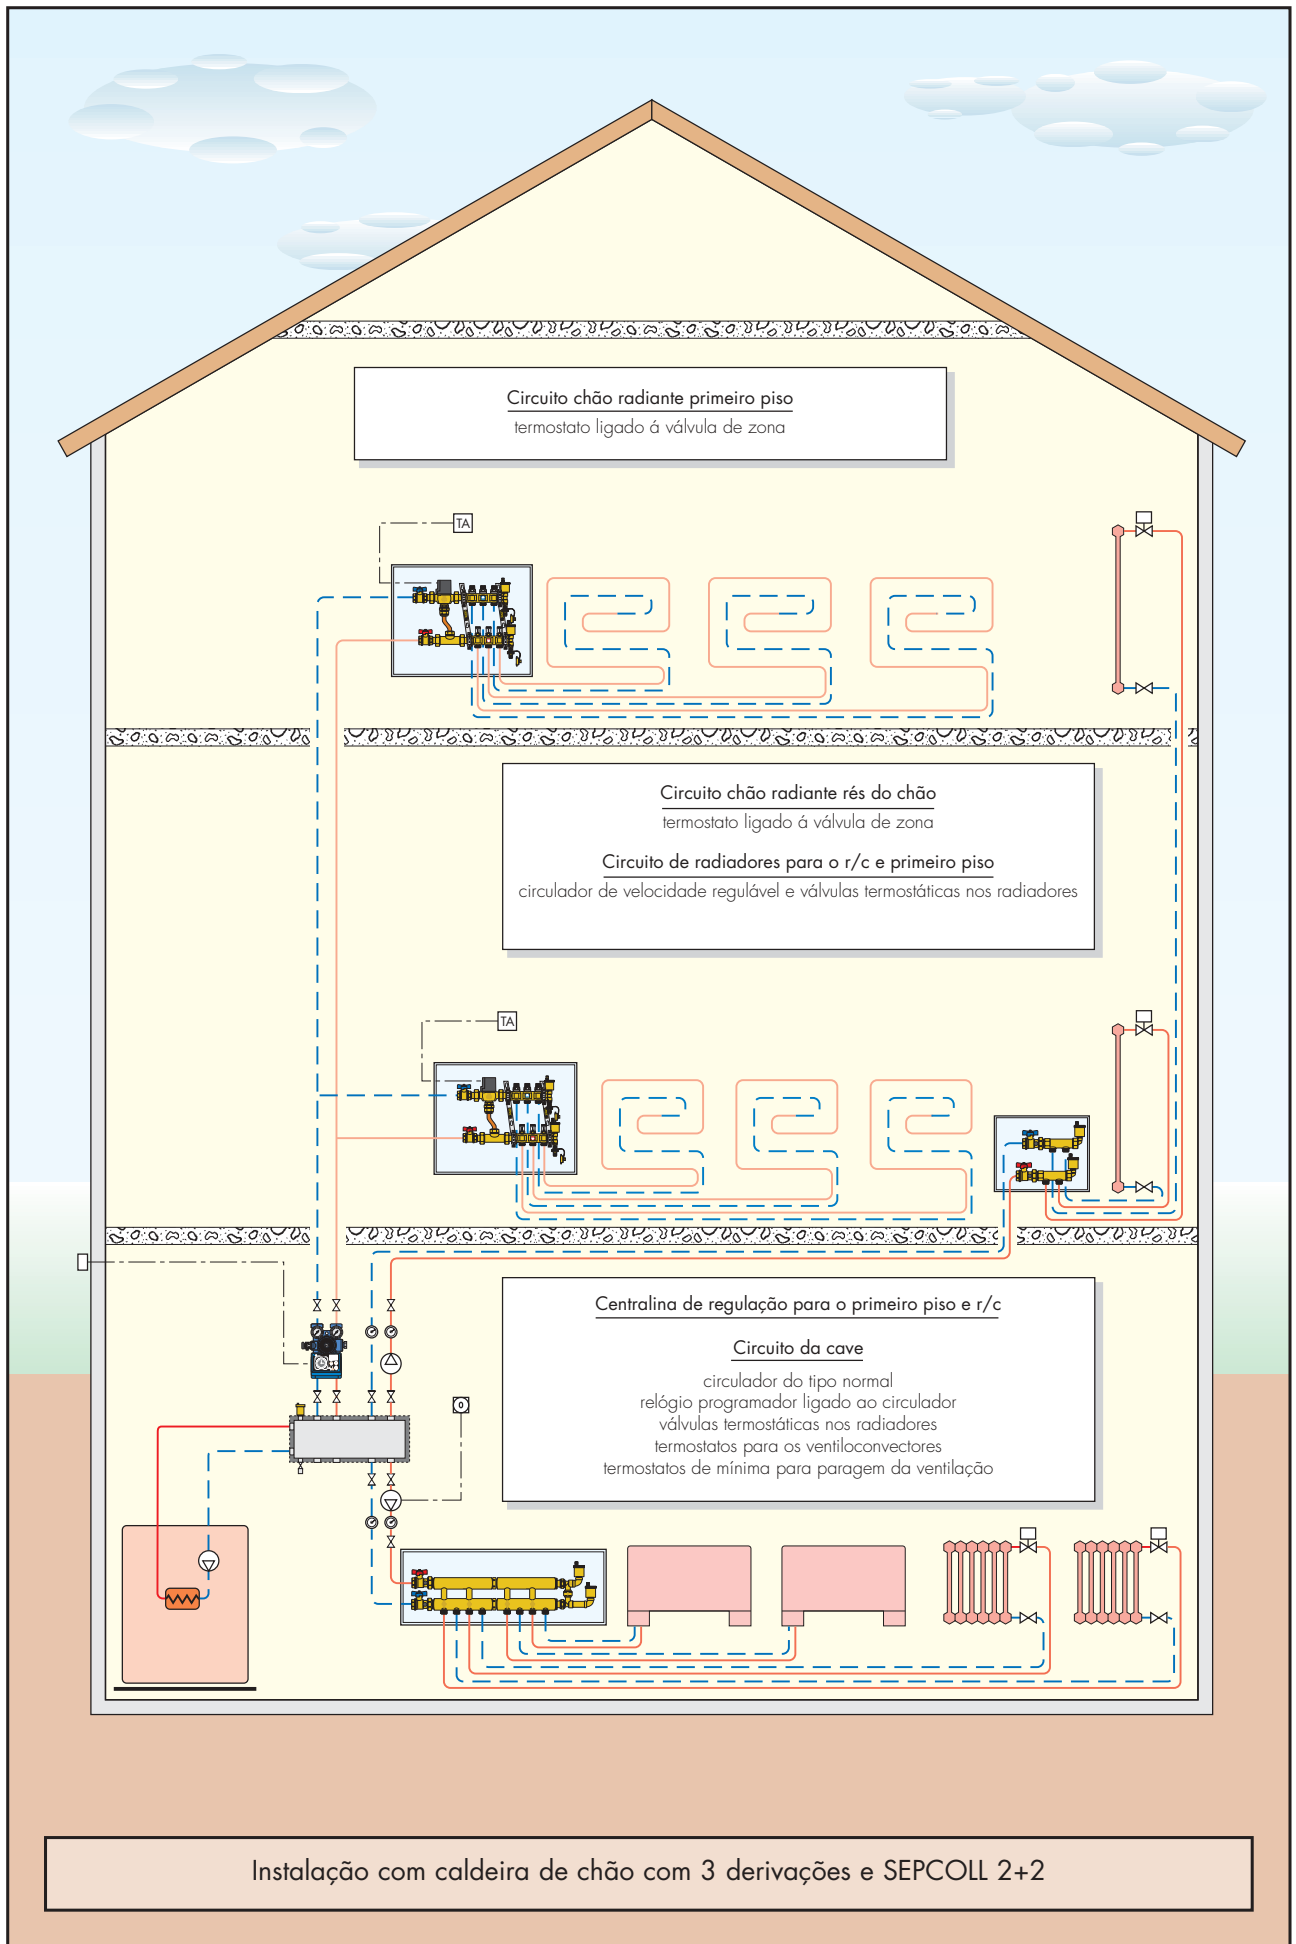 Circuito chão radiante primeiro piso
termostato ligado á válvula de zona
TA
Circuito chão radiante rés do chão
termostato ligado á válvula de zona
Circuito de radiadores para o r/c e primeiro piso
circulador de velocidade regulável e válvulas termostáticas nos radiadores
TA
Centralina de regulação para o primeiro piso e r/c
Circuito da cave
circulador do tipo normal
relógio programador ligado ao circulador
válvulas termostáticas nos radiadores
termostatos para os ventiloconvectores
termostatos de mínima para paragem da ventilação
0
Instalação com caldeira de chão com 3 derivações e SEPCOLL 2+2